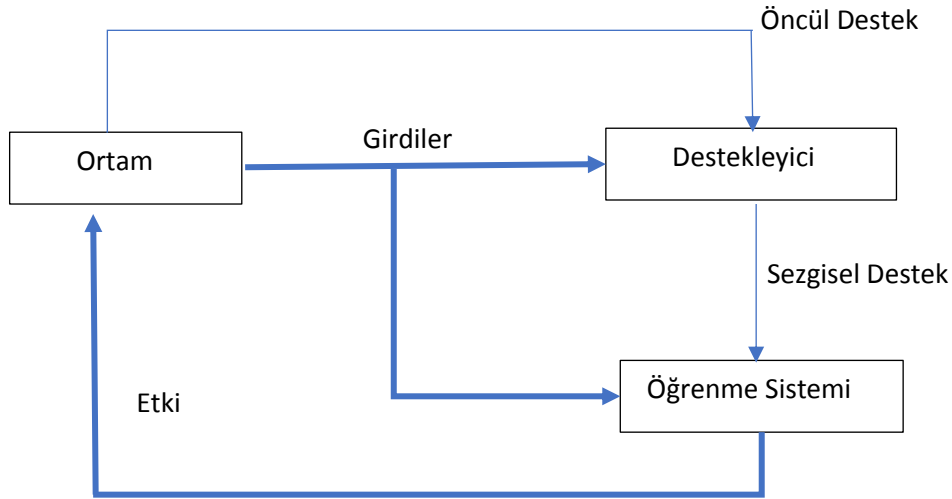 Öncül Destek
Girdiler
Ortam
Destekleyici
Sezgisel Destek
Öğrenme Sistemi
Etki